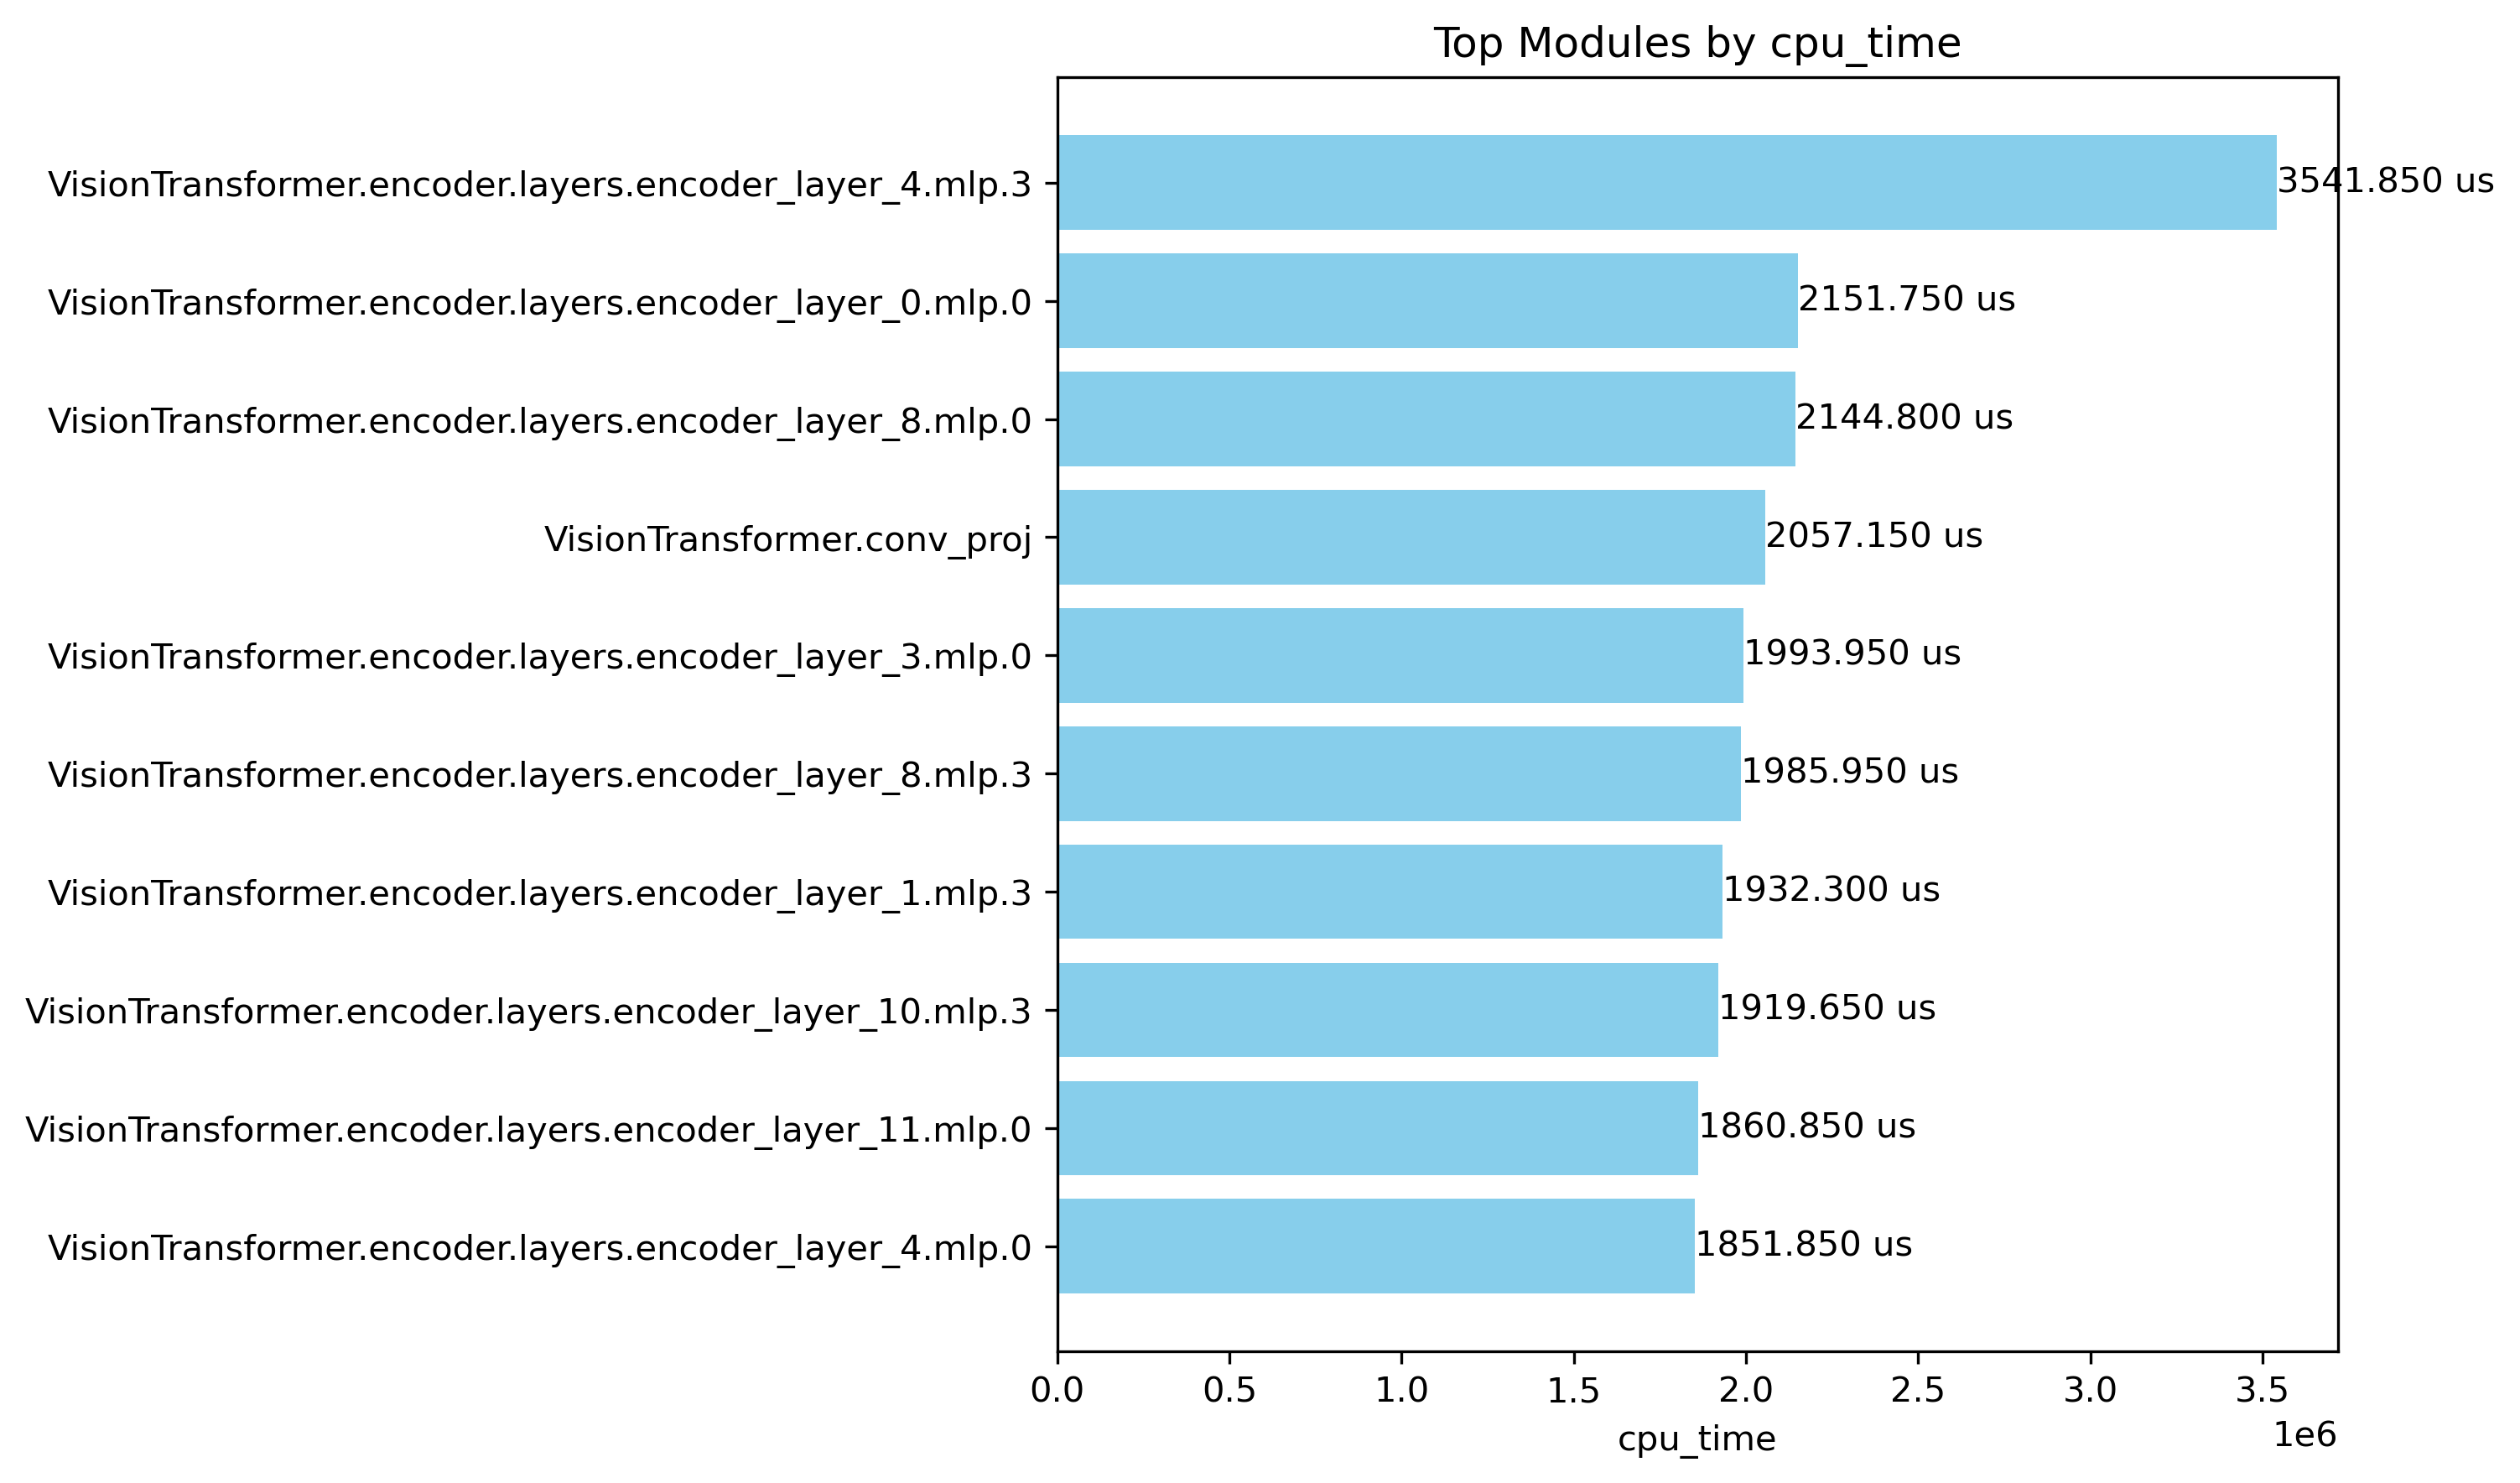 Top Modules by cpu_time
VisionTransformer.encoder.layers.encoder_layer_4.mlp.3 3541.850 us
VisionTransformer.encoder.layers.encoder_layer_0.mlp.0 2151.750 us
VisionTransformer.encoder.layers.encoder_layer_8.mlp.0 2144.800 us
VisionTransformer.conv_proj 2057.150 us
VisionTransformer.encoder.layers.encoder_layer_3.mlp.0 1993.950 us
VisionTransformer.encoder.layers.encoder_layer_8.mlp.3 1985.950 us
VisionTransformer.encoder.layers.encoder_layer_1.mlp.3 1932.300 us
VisionTransformer.encoder.layers.encoder_layer_10.mlp.3 1919.650 us
VisionTransformer.encoder.layers.encoder_layer_11.mlp.0 1860.850 us
VisionTransformer.encoder.layers.encoder_layer_4.mlp.0 1851.850 us
0.0 0.5 1.0 1.5 2.0 2.5 3.0 3.5
1e6
cpu_time